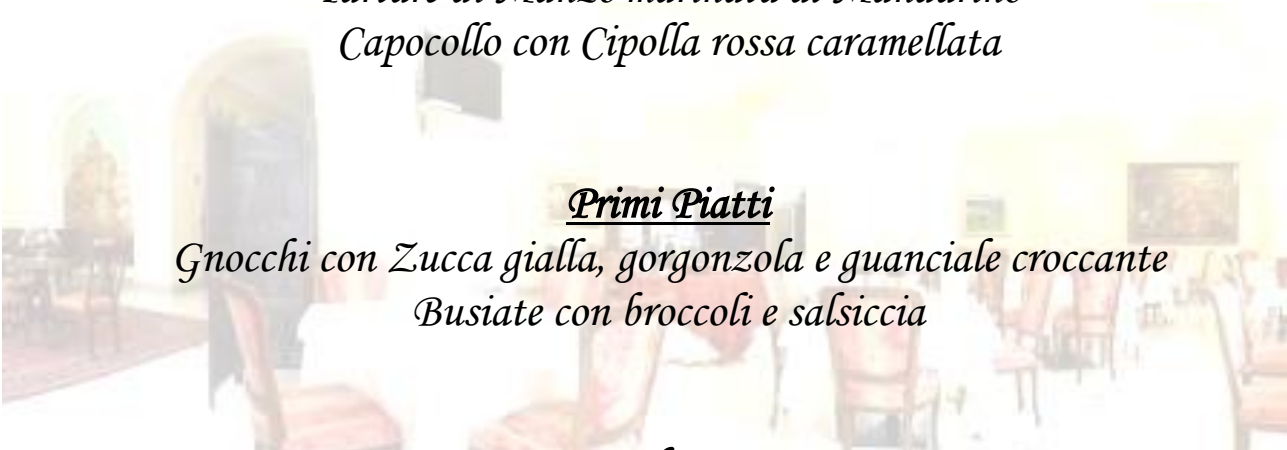 Capocollo con Cipolla rossa caramellata
Primi Piatti
Gnocchi con Zucca gialla, gorgonzola e guanciale croccante
Busiate con broccoli e salsiccia